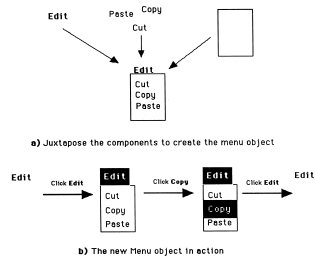 Edit
Paste Copy
Cut
Edit
Cut
Copy
Paste
a) Juxtapose the components to create the menu object
Edit Click Edit Edit Click Copy Edit Click Edit Edit
Cut Cut
Copy Copy
Paste Paste
b) The new Menu object in action